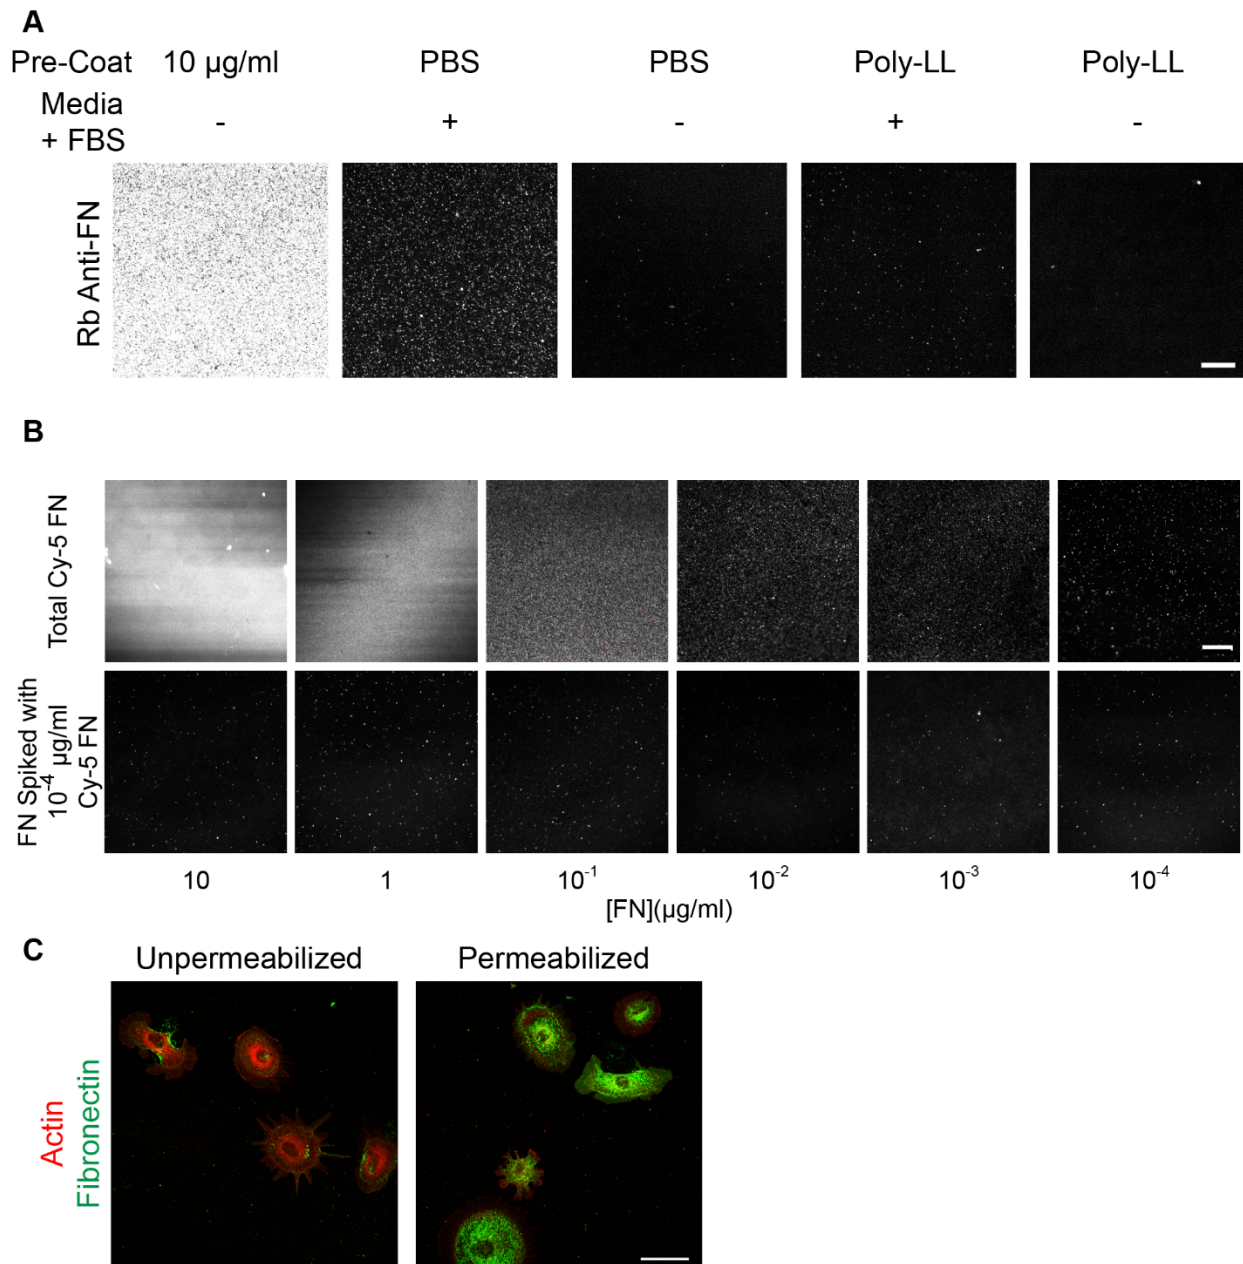 A
Pre-Coat 10 µg/ml PBS PBS Poly-LL Poly-LL
Media
+ FBS - + - + -
Rb Anti-FN
B
Total Cy-5 FN
FN Spiked with
10⁻⁴ µg/ml
Cy-5 FN
10 1 10⁻¹ 10⁻² 10⁻³ 10⁻⁴
[FN](µg/ml)
C
Unpermeabilized Permeabilized
Actin
Fibronectin